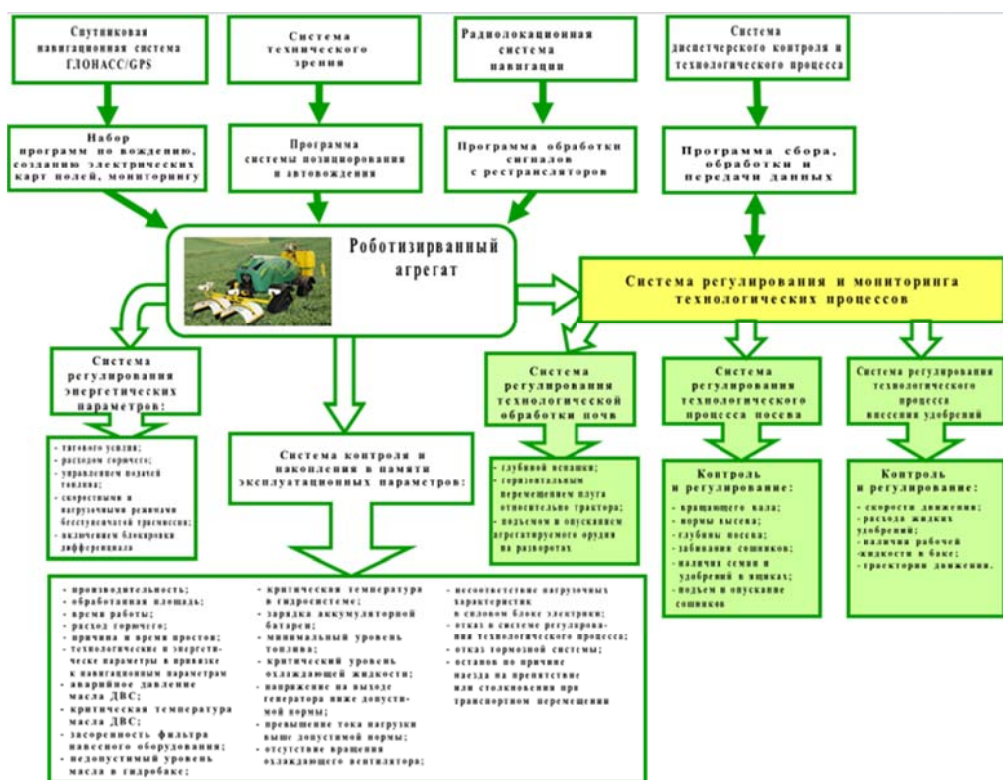 Спутниковая
навигационная система
ГЛОНАСС/GPS
Система
технического
зрения
Радиолокационная
система
навигации
Система
диспетчерского контроля и
технологического процесса
Набор
программ по вождению,
созданию электрических
карт полей, мониторингу
Программа
системы позиционирования
и автовождения
Программа обработки
сигналов
с рестрансляторов
Программа сбора,
обработки и
передачи данных
Роботизирванный
агрегат
Система регулирования и мониторинга
технологических процессов
Система
регулирования
энергетических
параметров:
- тягового усилия;
- расходом горючего;
- управлением подачей
топлива;
- скоростными и
нагрузочными режимами
бесступенчатой трасмиссии;
- включением блокировки
дифференциала
Система контроля и
накопления в памяти
эксплуатационных параметров:
Система
регулирования
технологической
обработки почв
- глубиной вспашки;
- горизонтальным
перемещением плуга
относительно трактора;
- подъемом и опусканием
агрегатируемого орудия
на разворотах
Система
регулирования
технологического
процесса посева
Контроль
и регулирование:
- вращающего вала;
- нормы высева;
- глубины посева;
- забивания сошников;
- наличия семян и
удобрений в ящиках;
- подъем и опускание
сошников
Система регулирования
технологического
процесса
внесения удобрений
Контроль
и регулирование:
- скорости движения;
- расхода жидких
удобрений;
- наличия рабочей
жидкости в баке;
- траектории движения.
- производительность;
- обработанная площадь;
- время работы;
- расход горючего;
- причина и время простоя;
- технологические и энергети-
ческе параметры в привязке
к навигационным параметрам
- аварийное давление
масла ДВС;
- критическая температура
масла ДВС;
- засоренность фильтра
навесного оборудования;
- недопустимый уровень
масла в гидробаке;
- критическая температура
в гидросистеме;
- зарядка аккумуляторной
батареи;
- минимальный уровень
топлива;
- критический уровень
охлаждающей жидкости;
- напряжение на выходе
генератора ниже допусти-
мой нормы;
- превышение тока нагрузки
выше допустимой нормы;
- отсутствие вращения
охлаждающего вентилятора;
- несоответствие нагрузочных
характеристик
в силовом блоке электрики;
- отказ в системе регулирова-
ния технологического процесса;
- отказ тормозной системы;
- останов по причине
наезда на препятствие
или столкновения при
транспортном перемещении